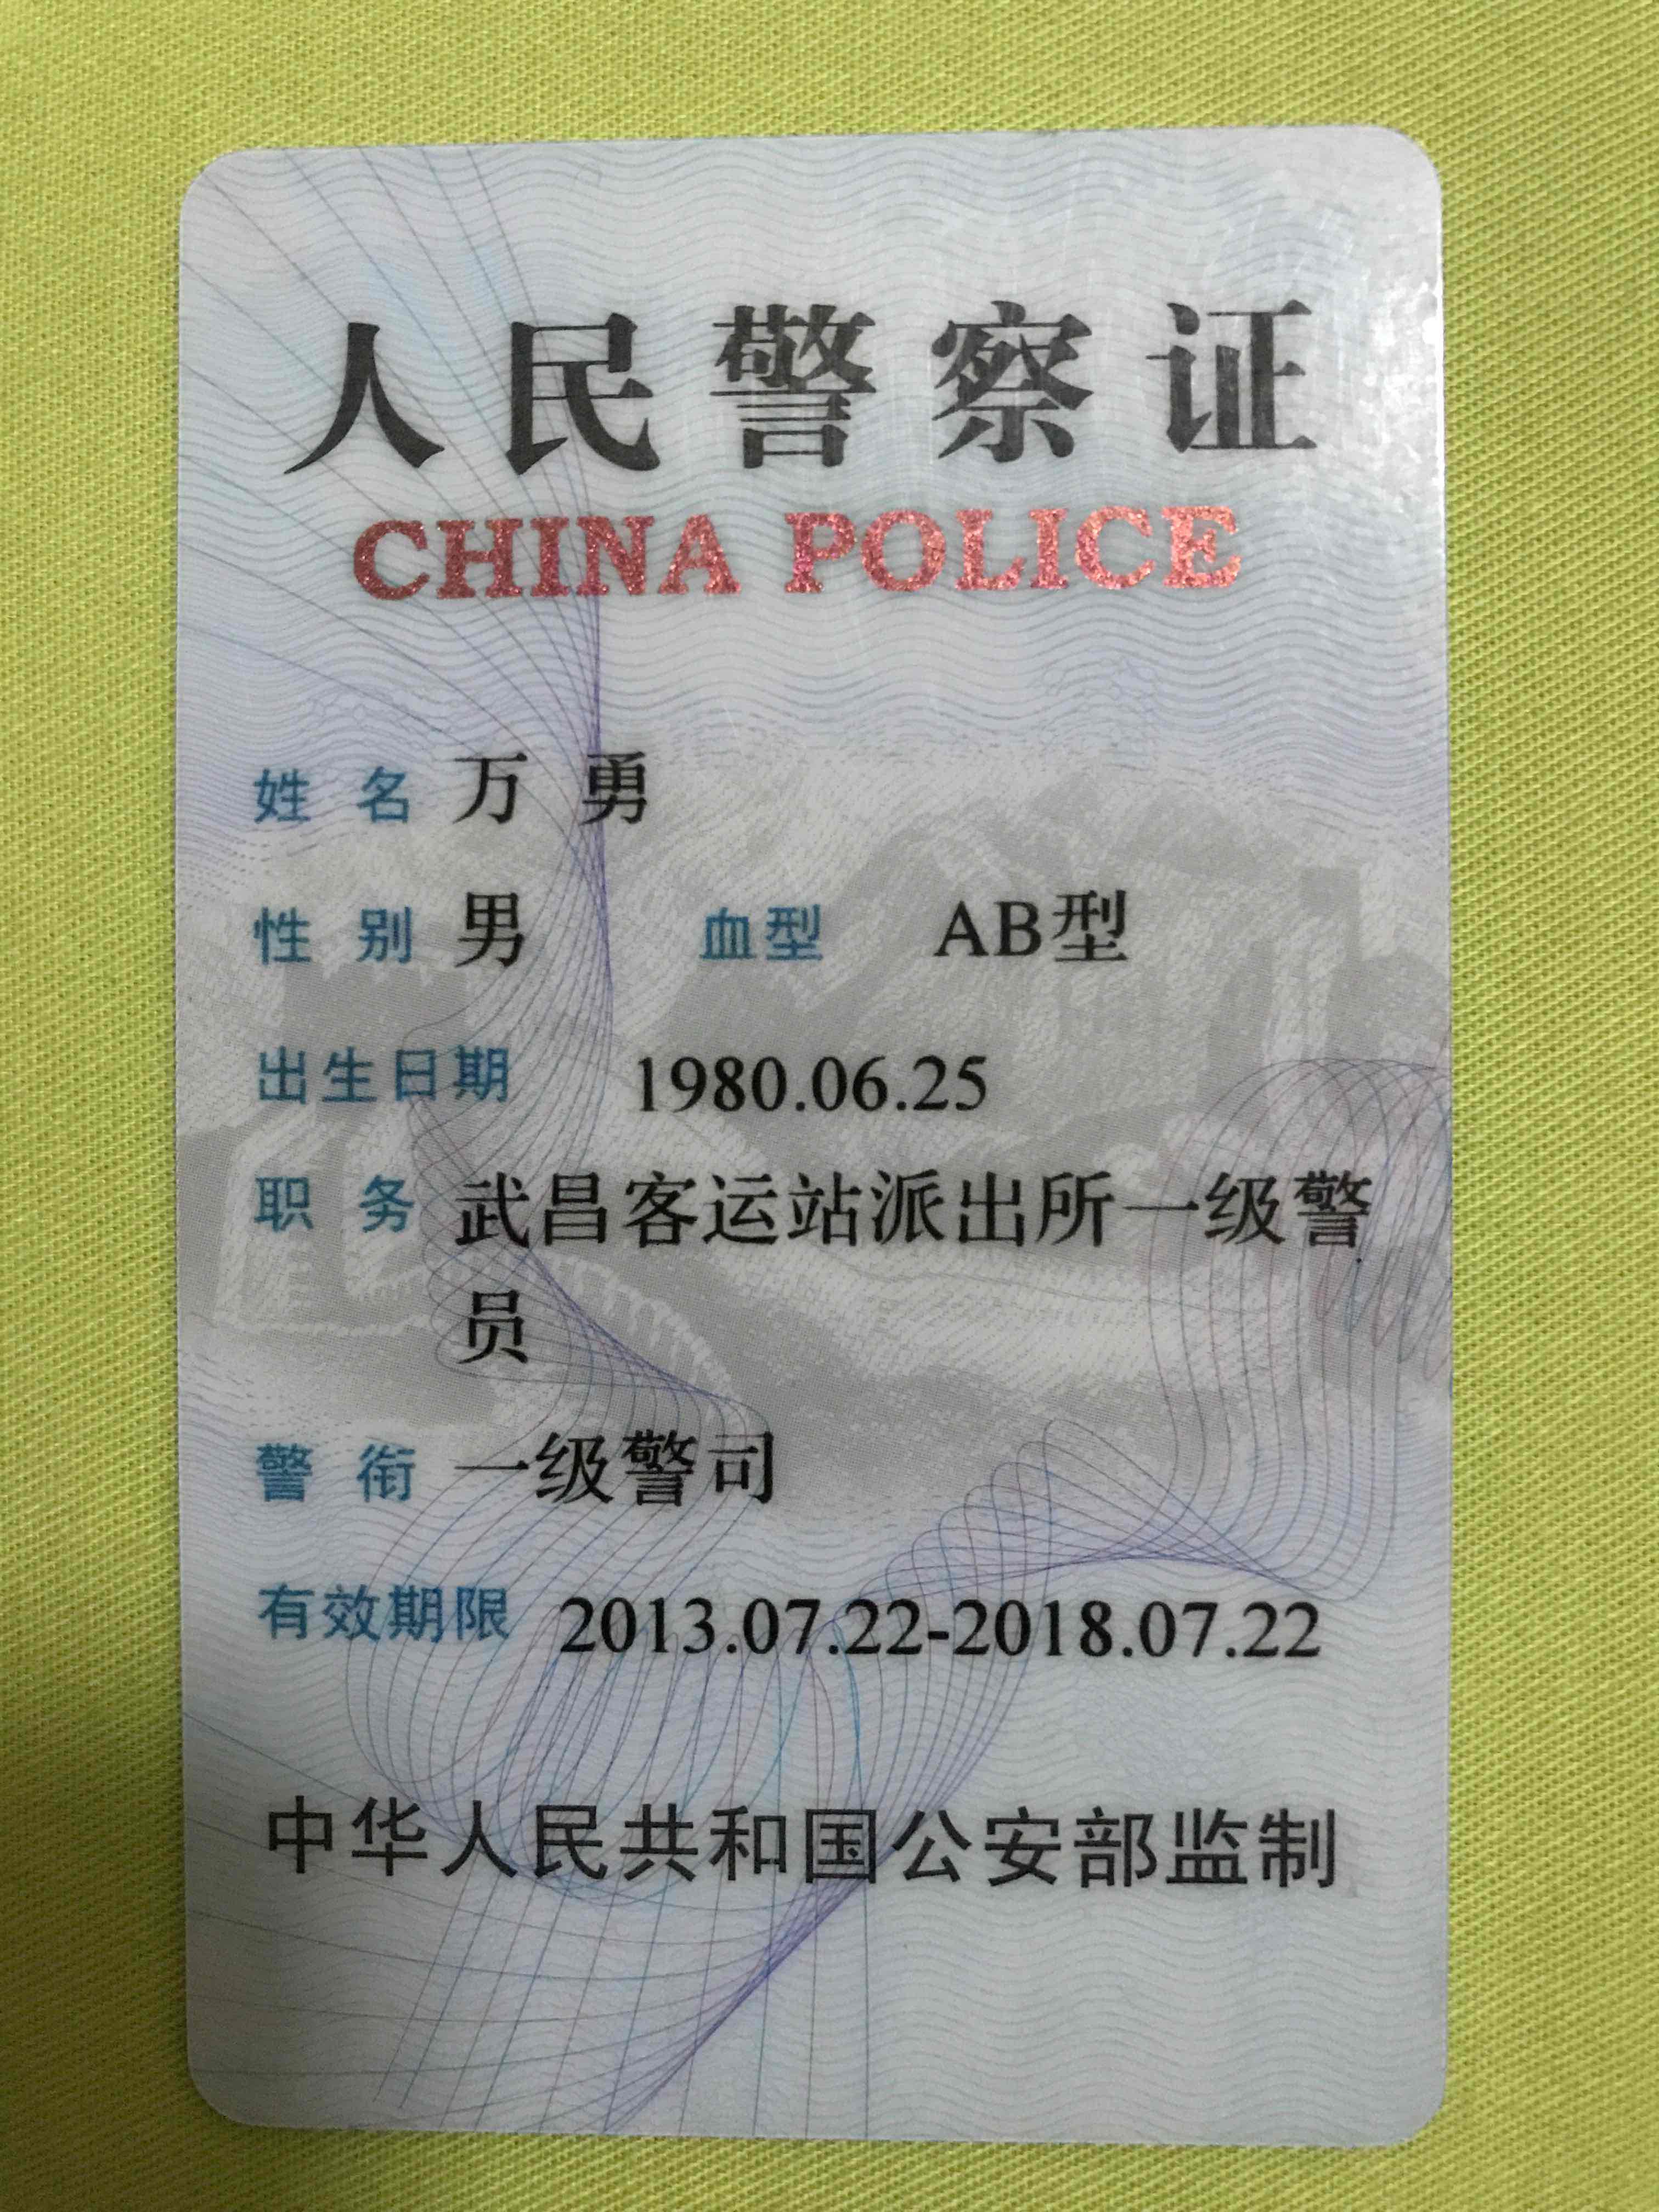 人民警察证
CHINA POLICE
姓名 万勇
性别 男 血型 AB型
出生日期 1980.06.25
职务 武昌客运站派出所一级警
员
警衔 一级警司
有效期限 2013.07.22-2018.07.22
中华人民共和国公安部监制